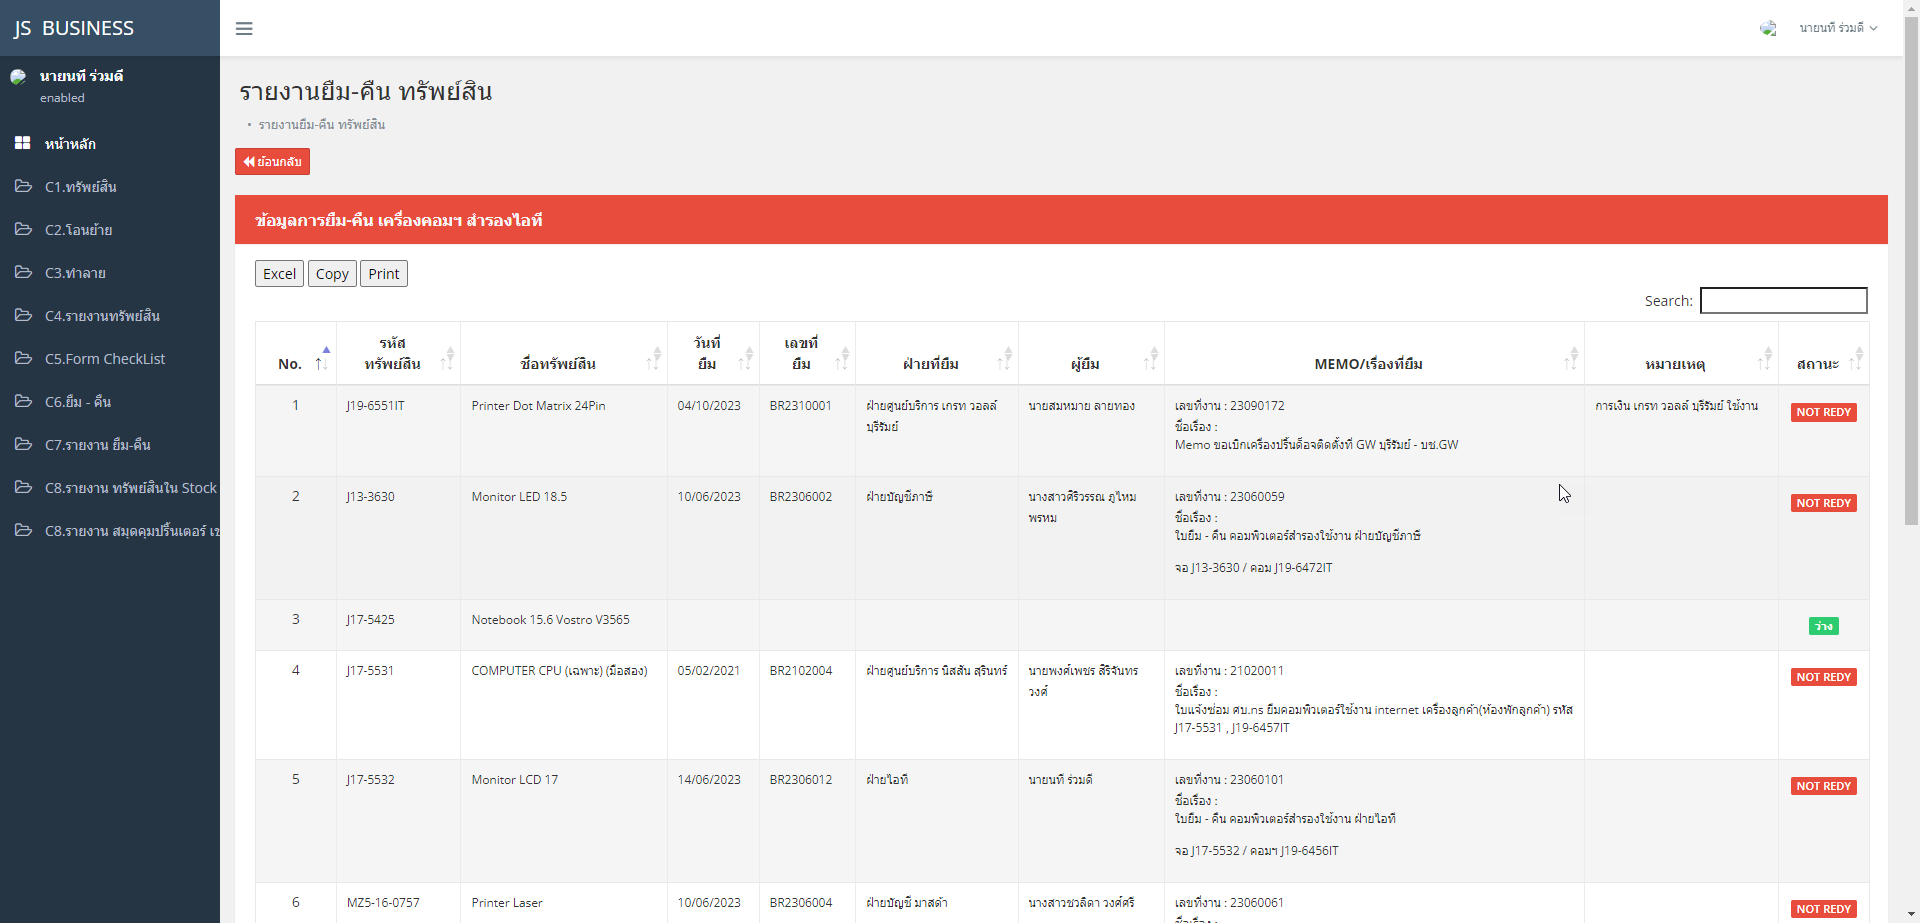 JS BUSINESS
นายนที ร่วมดี
นายนที ร่วมดี
enabled
หน้าหลัก
C1.ทรัพย์สิน
C2.โอนย้าย
C3.ทำลาย
C4.รายงานทรัพย์สิน
C5.Form CheckList
C6.ยืม - คืน
C7.รายงาน ยืม-คืน
C8.รายงาน ทรัพย์สินใน Stock
C8.รายงาน สมุดคุมปริ้นเตอร์
รายงานยืม-คืน ทรัพย์สิน
• รายงานยืม-คืน ทรัพย์สิน
ย้อนกลับ
ข้อมูลการยืม-คืน เครื่องคอมฯ สำรองไอที
Excel Copy Print
Search:
No. รหัสทรัพย์สิน ชื่อทรัพย์สิน วันที่ยืม เลขที่ยืม ฝ่ายที่ยืม ผู้ยืม MEMO/เรื่องที่ยืม หมายเหตุ สถานะ
1 J19-6551IT Printer Dot Matrix 24Pin 04/10/2023 BR2310001 ฝ่ายศูนย์บริการ เกรท วอลล์ บุรีรัมย์ นายสมหมาย ลายทอง เลขที่งาน : 23090172 การเงิน เกรท วอลล์ บุรีรัมย์ ใช้งาน NOT REDY
ชื่อเรื่อง :
Memo ขอเบิกเครื่องปริ้นด็อจติดตั้งที่ GW บุรีรัมย์ - บช.GW
2 J13-3630 Monitor LED 18.5 10/06/2023 BR2306002 ฝ่ายบัญชีภาษี นางสาวศิริวรรณ ภูไหมพรหม เลขที่งาน : 23060059 NOT REDY
ชื่อเรื่อง :
ใบยืม - คืน คอมพิวเตอร์สำรองใช้งาน ฝ่ายบัญชีภาษี
จอ J13-3630 / คอม J19-6472IT
3 J17-5425 Notebook 15.6 Vostro V3565 ว่าง
4 J17-5531 COMPUTER CPU (เฉพาะ) (มือสอง) 05/02/2021 BR2102004 ฝ่ายศูนย์บริการ นิสสัน สุรินทร์ นายพงศ์เพชร สิริจันทรวงศ์ เลขที่งาน : 21020011 NOT REDY
ชื่อเรื่อง :
ใบแจ้งซ่อม ศบ.ns ยืมคอมพิวเตอร์ใช้งาน internet เครื่องลูกค้า(ห้องพักลูกค้า) รหัส
J17-5531 , J19-6457IT
5 J17-5532 Monitor LCD 17 14/06/2023 BR2306012 ฝ่ายไอที นายนที ร่วมดี เลขที่งาน : 23060101 NOT REDY
ชื่อเรื่อง :
ใบยืม - คืน คอมพิวเตอร์สำรองใช้งาน ฝ่ายไอที
จอ J17-5532 / คอมฯ J19-6456IT
6 MZ5-16-0757 Printer Laser 10/06/2023 BR2306004 ฝ่ายบัญชี มาสด้า นางสาวชวลิดา วงศ์ศรี เลขที่งาน : 23060061 NOT REDY